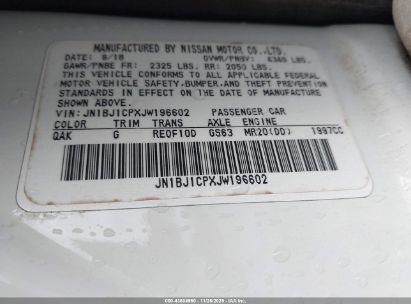 MANUFACTURED BY NISSAN MOTOR CO.,LTD.
DATE: 8/18 GVWR/PNBV: 4365 LBS.
GAWR/PNBE FR: 2325 LBS. RR: 2050 LBS.
THIS VEHICLE CONFORMS TO ALL APPLICABLE FEDERAL
MOTOR VEHICLE SAFETY,BUMPER,AND THEFT PREVENTION
STANDARDS IN EFFECT ON THE DATE OF MANUFACTURE
SHOWN ABOVE.
VIN: JN1BJ1CPXJW196602 PASSENGER CAR
COLOR TRIM TRANS AXLE ENGINE
QAK G RE0F10D GS63 MR20(DD) 1997CC
JN1BJ1CPXJW196602